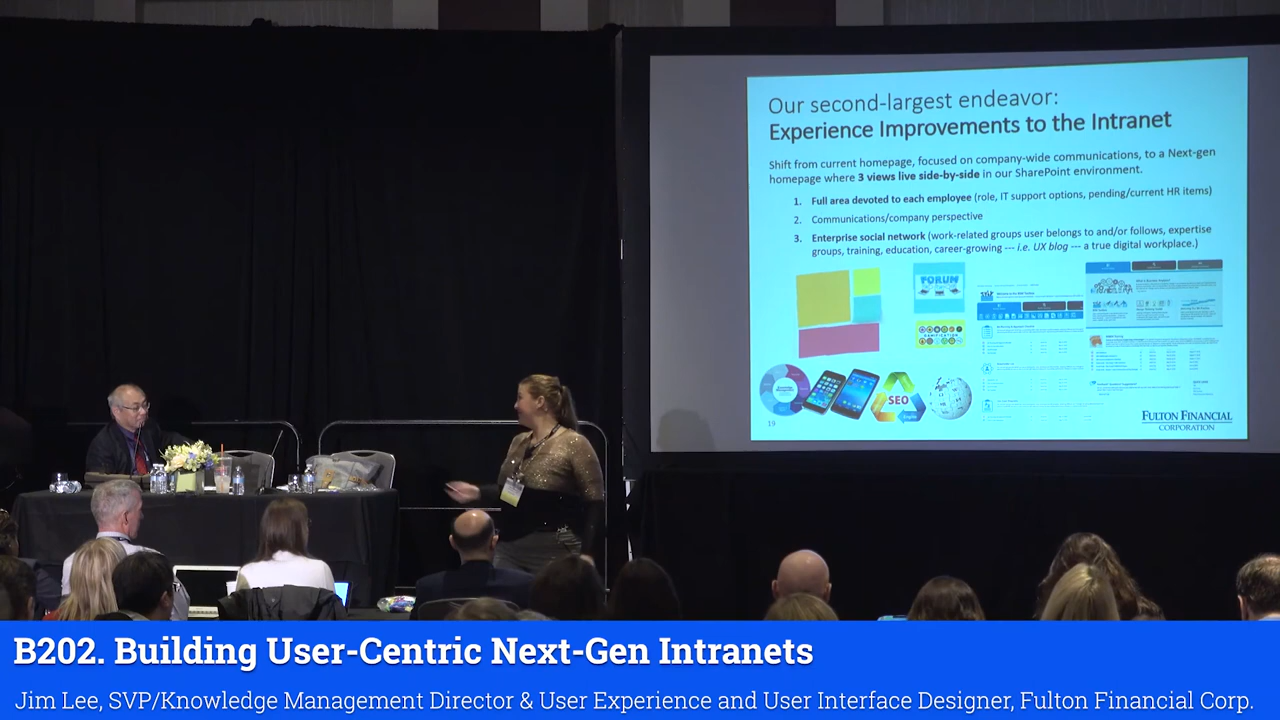 Our second-largest endeavor:
Experience Improvements to the Intranet
Shift from current homepage, focused on company-wide communications, to a Next-gen
homepage where 3 views live side-by-side in our SharePoint environment.
1. Full area devoted to each employee (role, IT support options, pending/current HR items)
2. Communications/company perspective
3. Enterprise social network (work-related groups user belongs to and/or follows, expertise
groups, training, education, career-growing --- i.e. UX blog --- a true digital workplace.)
FORUM
GAMIFICATION
SEO
19
FULTON FINANCIAL
CORPORATION
B202. Building User-Centric Next-Gen Intranets
Jim Lee, SVP/Knowledge Management Director & User Experience and User Interface Designer, Fulton Financial Corp.